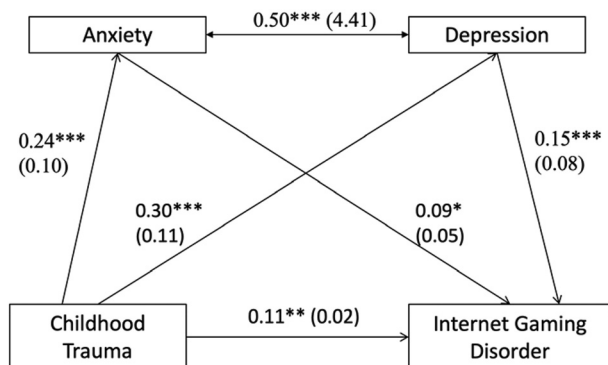 Anxiety
0.50*** (4.41)
Depression
0.24***
(0.10)
0.15***
(0.08)
0.30***
(0.11)
0.09*
(0.05)
Childhood
Trauma
0.11** (0.02)
Internet Gaming
Disorder